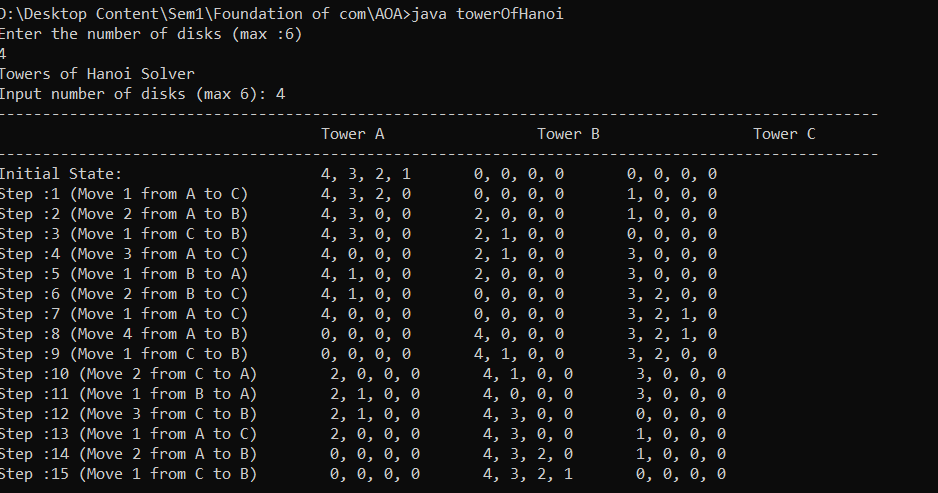 D:\Desktop Content\Sem1\Foundation of com\AOA>java towerOfHanoi
Enter the number of disks (max :6)
4
Towers of Hanoi Solver
Input number of disks (max 6): 4
--------------------------------------------------------------------------------------------------
Tower A Tower B Tower C
--------------------------------------------------------------------------------------------------
Initial State: 4, 3, 2, 1 0, 0, 0, 0 0, 0, 0, 0
Step :1 (Move 1 from A to C) 4, 3, 2, 0 0, 0, 0, 0 1, 0, 0, 0
Step :2 (Move 2 from A to B) 4, 3, 0, 0 2, 0, 0, 0 1, 0, 0, 0
Step :3 (Move 1 from C to B) 4, 3, 0, 0 2, 1, 0, 0 0, 0, 0, 0
Step :4 (Move 3 from A to C) 4, 0, 0, 0 2, 1, 0, 0 3, 0, 0, 0
Step :5 (Move 1 from B to A) 4, 1, 0, 0 2, 0, 0, 0 3, 0, 0, 0
Step :6 (Move 2 from B to C) 4, 1, 0, 0 0, 0, 0, 0 3, 2, 0, 0
Step :7 (Move 1 from A to C) 4, 0, 0, 0 0, 0, 0, 0 3, 2, 1, 0
Step :8 (Move 4 from A to B) 0, 0, 0, 0 4, 0, 0, 0 3, 2, 1, 0
Step :9 (Move 1 from C to B) 0, 0, 0, 0 4, 1, 0, 0 3, 2, 0, 0
Step :10 (Move 2 from C to A) 2, 0, 0, 0 4, 1, 0, 0 3, 0, 0, 0
Step :11 (Move 1 from B to A) 2, 1, 0, 0 4, 0, 0, 0 3, 0, 0, 0
Step :12 (Move 3 from C to B) 2, 1, 0, 0 4, 3, 0, 0 0, 0, 0, 0
Step :13 (Move 1 from A to C) 2, 0, 0, 0 4, 3, 0, 0 1, 0, 0, 0
Step :14 (Move 2 from A to B) 0, 0, 0, 0 4, 3, 2, 0 1, 0, 0, 0
Step :15 (Move 1 from C to B) 0, 0, 0, 0 4, 3, 2, 1 0, 0, 0, 0